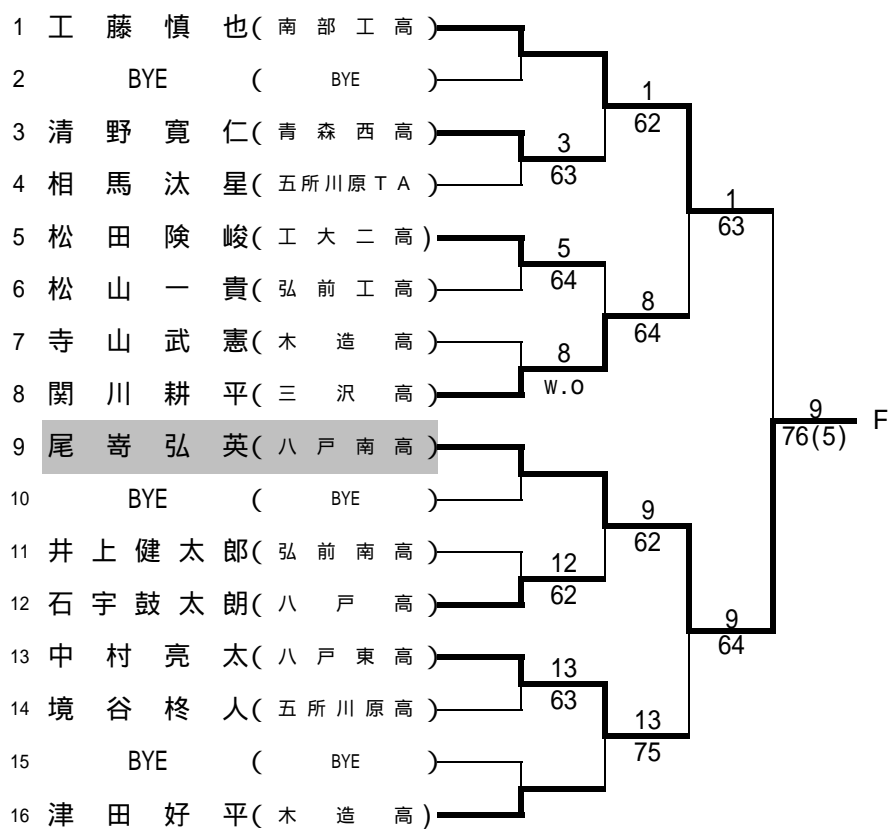 1 工藤慎也(南部工高)
2 BYE (BYE)
1
62
3 清野寛仁(青森西高)
3
63
4 相馬汰星(五所川原TA)
1
63
5 松田険峻(工大二高)
5
64
6 松山一貴(弘前工高)
8
64
7 寺山武憲(木造高)
8
w.o
8 関川耕平(三沢高)
9
76(5)
F
9 尾嵜弘英(八戸南高)
10 BYE (BYE)
9
62
11 井上健太郎(弘前南高)
12
62
12 石宇鼓太朗(八戸高)
9
64
13 中村亮太(八戸東高)
13
63
14 境谷柊人(五所川原高)
13
75
15 BYE (BYE)
16 津田好平(木造高)